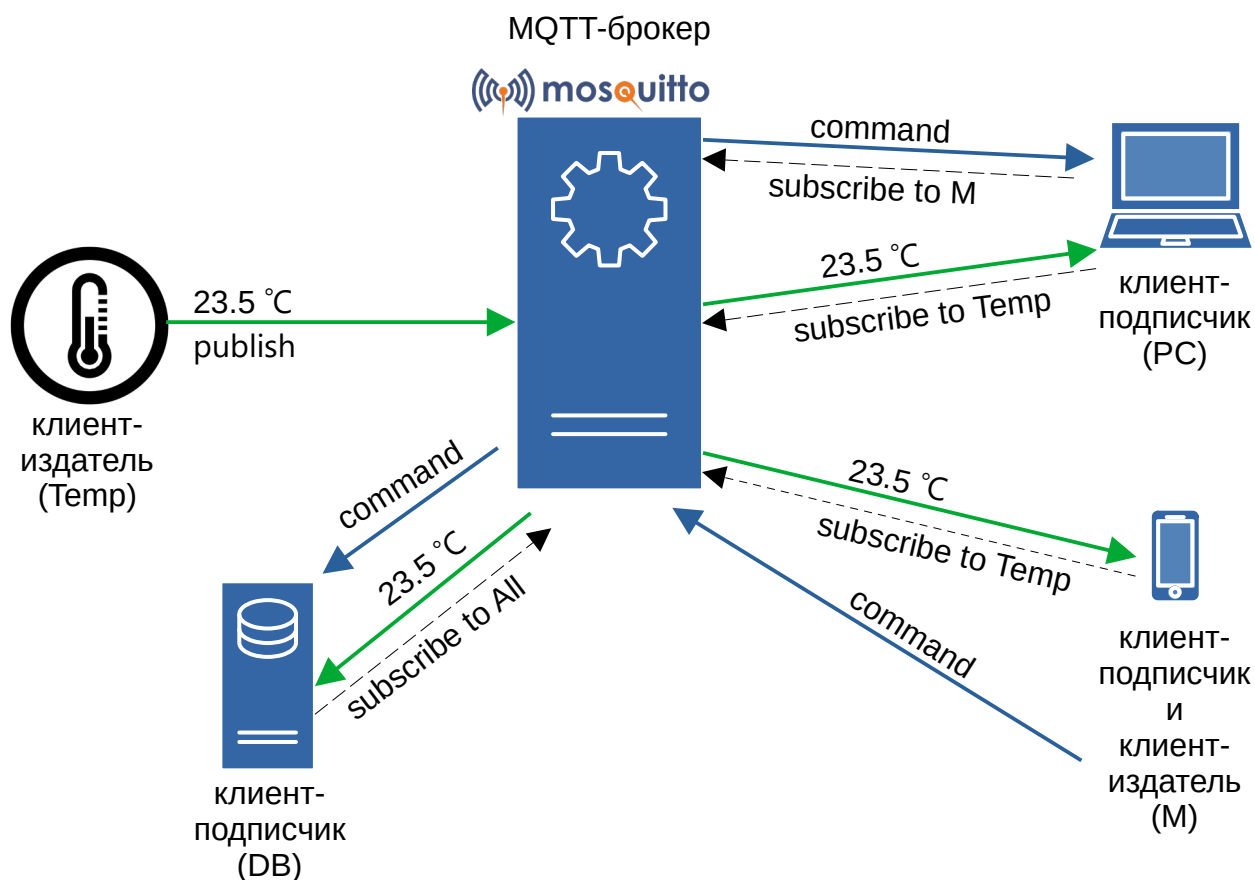 MQTT-брокер
mosquitto
command
subscribe to M
23.5 °C
subscribe to Temp
клиент-
подписчик
(PC)
23.5 °C
publish
клиент-
издатель
(Temp)
command
23.5 °C
subscribe to All
клиент-
подписчик
(DB)
23.5 °C
subscribe to Temp
command
клиент-
подписчик
и
клиент-
издатель
(M)